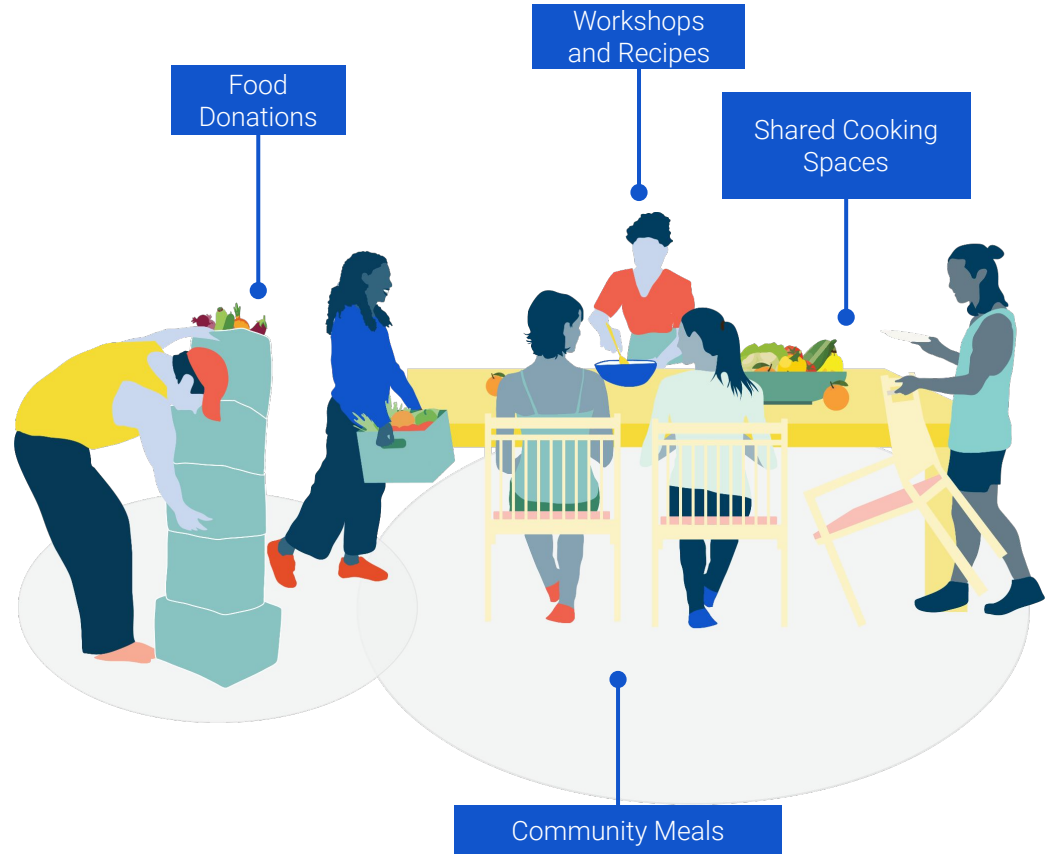 Workshops
and Recipes
Food
Donations
Shared Cooking
Spaces
Community Meals